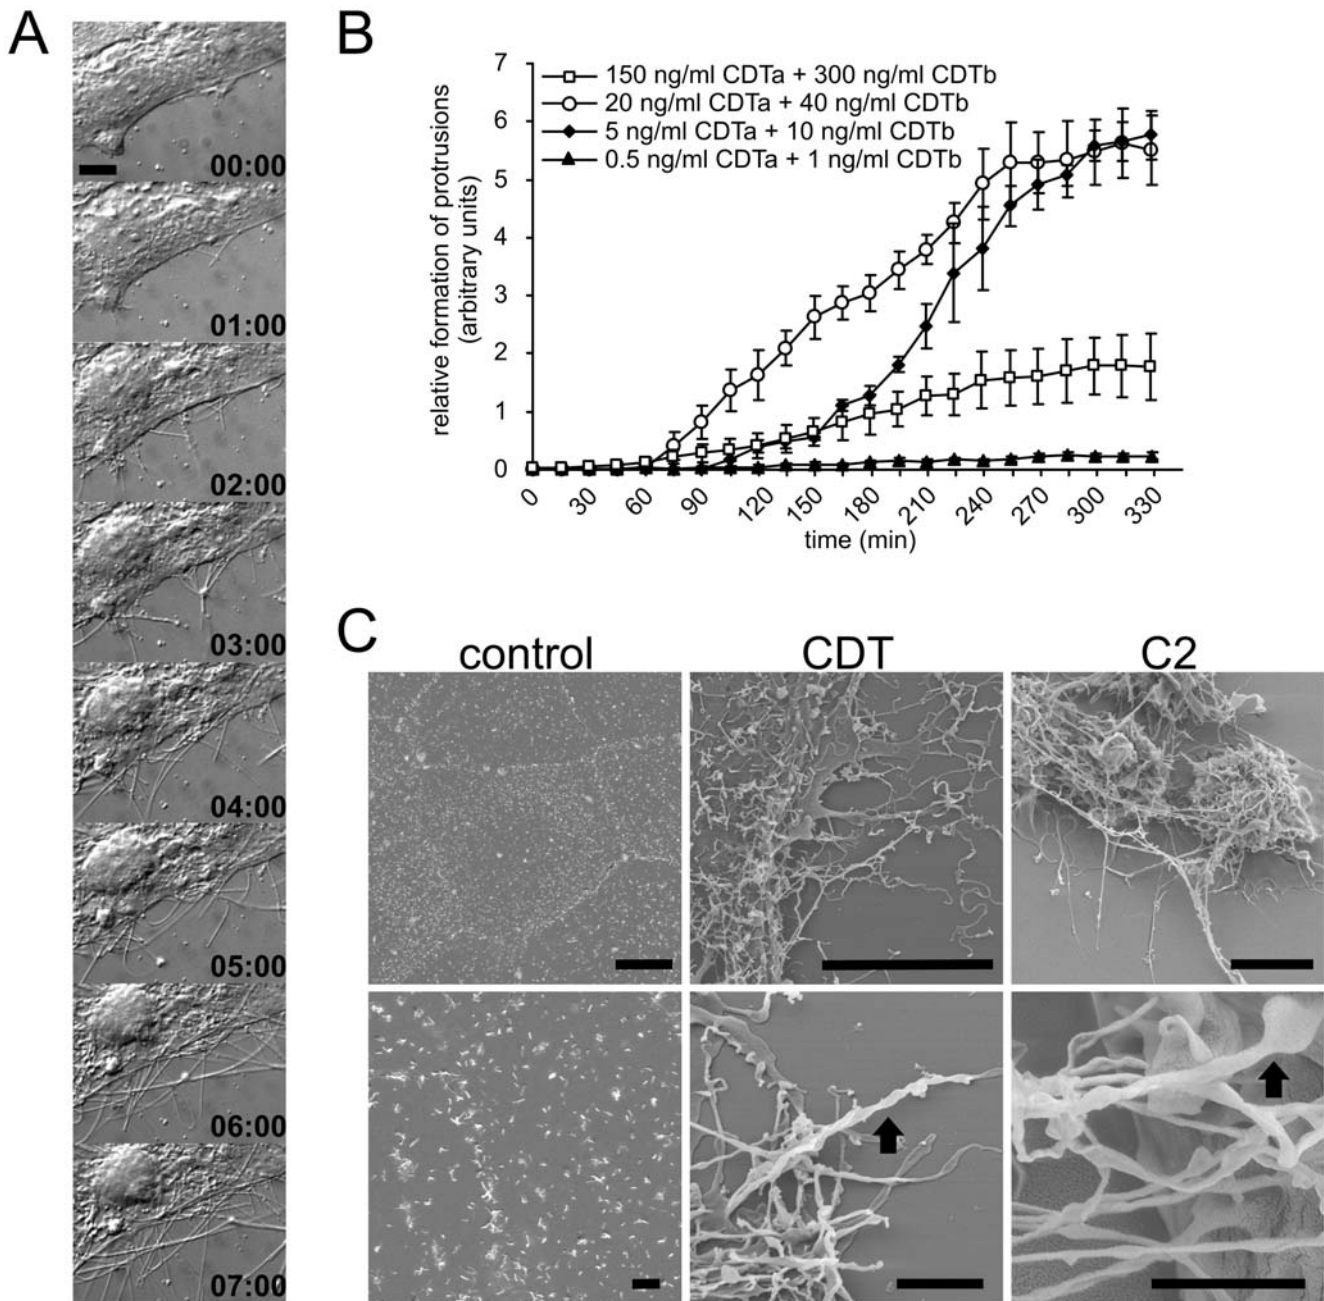 A
00:00
01:00
02:00
03:00
04:00
05:00
06:00
07:00
B
7
6
5
4
3
2
1
0
relative formation of protrusions
(arbitrary units)
150 ng/ml CDTa + 300 ng/ml CDTb
20 ng/ml CDTa + 40 ng/ml CDTb
5 ng/ml CDTa + 10 ng/ml CDTb
0.5 ng/ml CDTa + 1 ng/ml CDTb
0 30 60 90 120 150 180 210 240 270 300 330
time (min)
C
control CDT C2